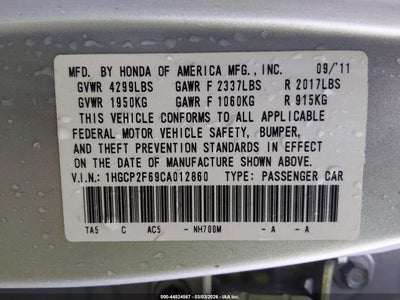 MFD. BY HONDA OF AMERICA MFG., INC. 09/'11
GVWR 4299LBS GAWR F 2337LBS R 2017LBS
GVWR 1950KG GAWR F 1060KG R 915KG
THIS VEHICLE CONFORMS TO ALL APPLICABLE
FEDERAL MOTOR VEHICLE SAFETY, BUMPER,
AND THEFT PREVENTION STANDARDS IN EFFECT
ON THE DATE OF MANUFACTURE SHOWN ABOVE.
V.I.N.: 1HGCP2F69CA012860 TYPE: PASSENGER CAR
TA5 C AC5 -NH700M -A -A
000-44524567 - 03/03/2026 - IAA